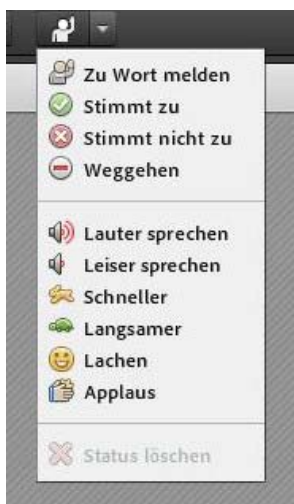 Zu Wort melden
Stimmt zu
Stimmt nicht zu
Weggehen
Lauter sprechen
Leiser sprechen
Schneller
Langsamer
Lachen
Applaus
Status löschen